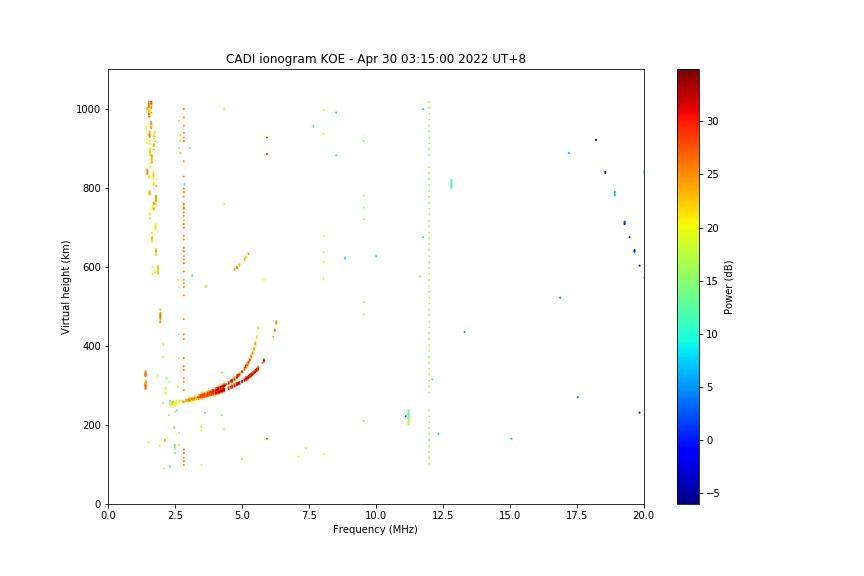 CADI ionogram KOE - Apr 30 03:15:00 2022 UT+8
1000
800
600
400
200
0
Virtual height (km)
0.0 2.5 5.0 7.5 10.0 12.5 15.0 17.5 20.0
Frequency (MHz)
30
25
20
15
10
5
0
−5
Power (dB)